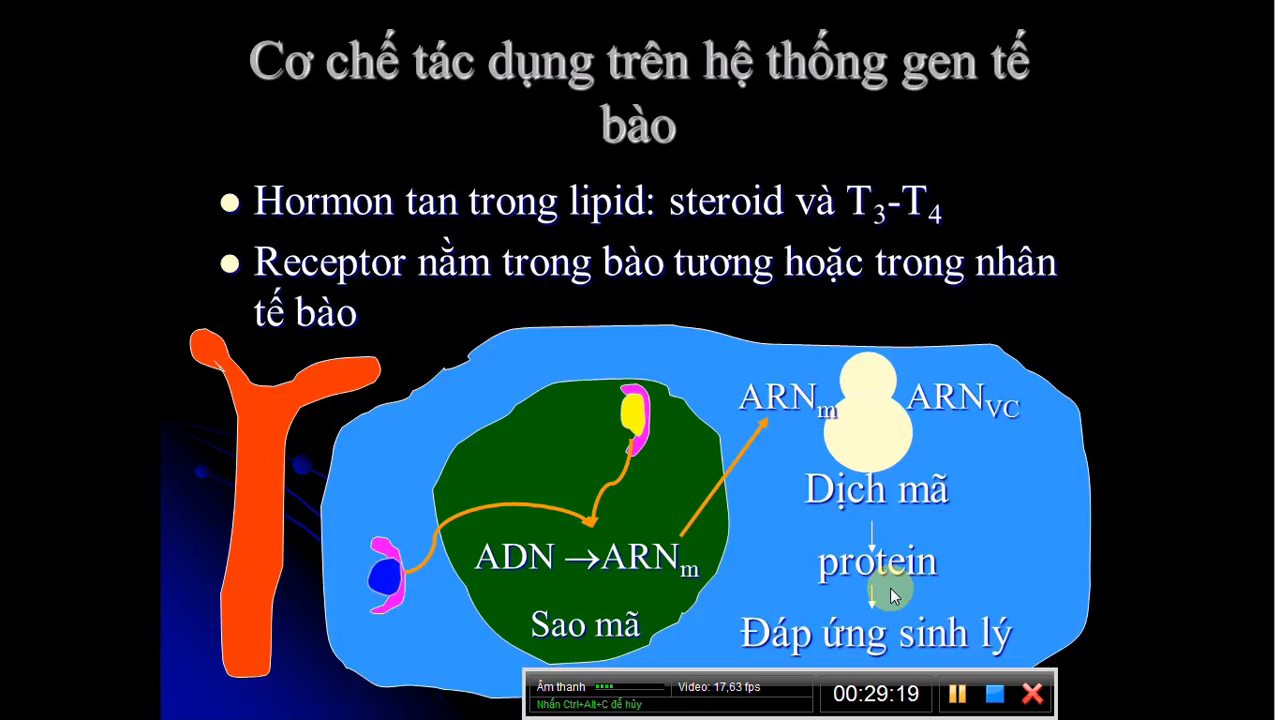 Cơ chế tác dụng trên hệ thống gen tế
bào
Hormon tan trong lipid: steroid và T3-T4
Receptor nằm trong bào tương hoặc trong nhân
tế bào
ARNm ARNVC
Dịch mã
ADN →ARNm
protein
Sao mã
Đáp ứng sinh lý
Âm thanh Video: 17,63 fps
Nhấn Ctrl+Alt+C để hủy
00:29:19